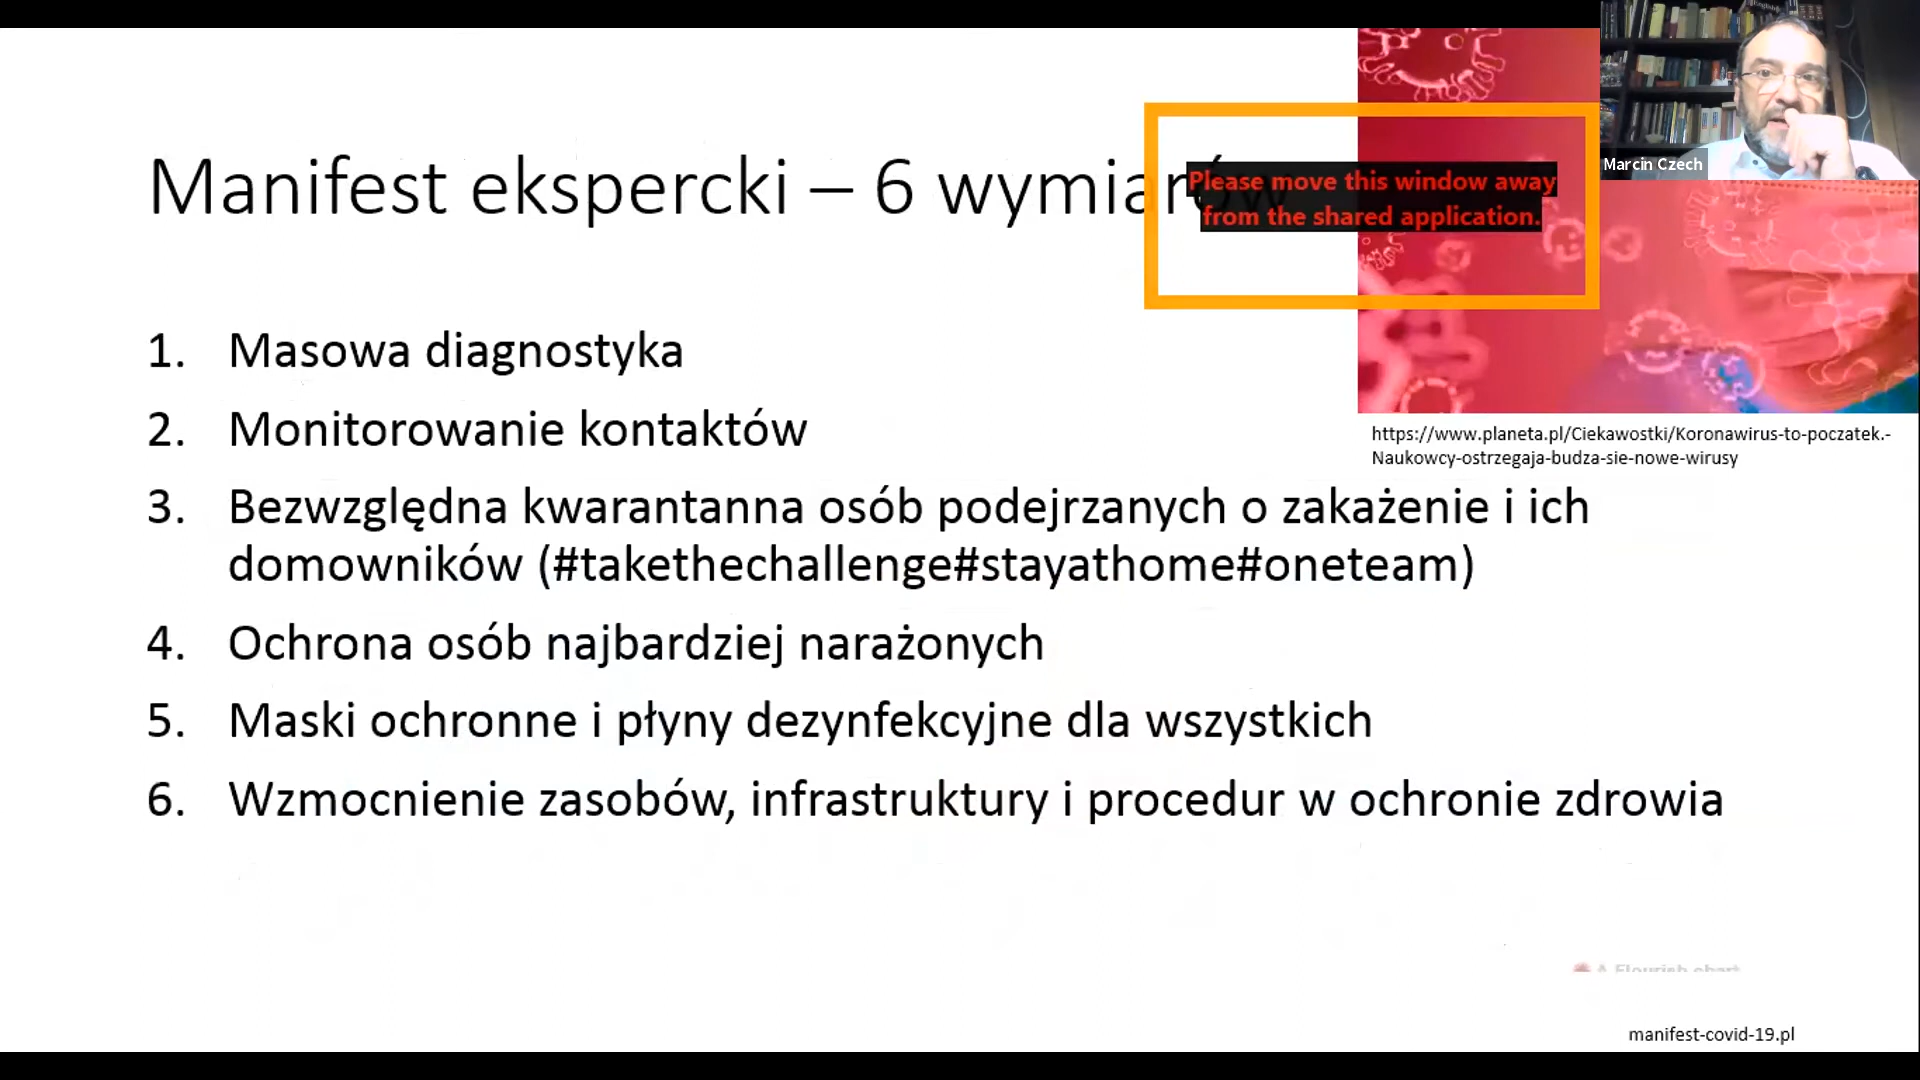 Manifest ekspercki – 6 wymiarów
Please move this window away
from the shared application.
Marcin Czech
https://www.planeta.pl/Ciekawostki/Koronawirus-to-poczatek.-
Naukowcy-ostrzegaja-budza-sie-nowe-wirusy
1. Masowa diagnostyka
2. Monitorowanie kontaktów
3. Bezwzględna kwarantanna osób podejrzanych o zakażenie i ich
domowników (#takethechallenge#stayathome#oneteam)
4. Ochrona osób najbardziej narażonych
5. Maski ochronne i płyny dezynfekcyjne dla wszystkich
6. Wzmocnienie zasobów, infrastruktury i procedur w ochronie zdrowia
A Flourish chart
manifest-covid-19.pl